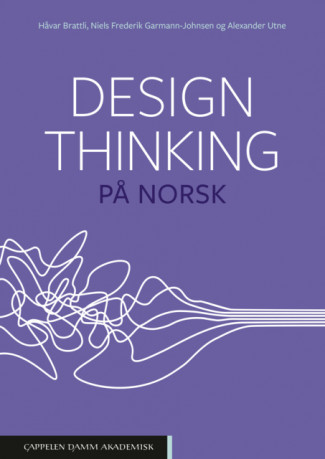 Håvar Brattli, Niels Frederik Garmann-Johnsen og Alexander Utne
DESIGN
THINKING
PÅ NORSK
CAPPELEN DAMM AKADEMISK